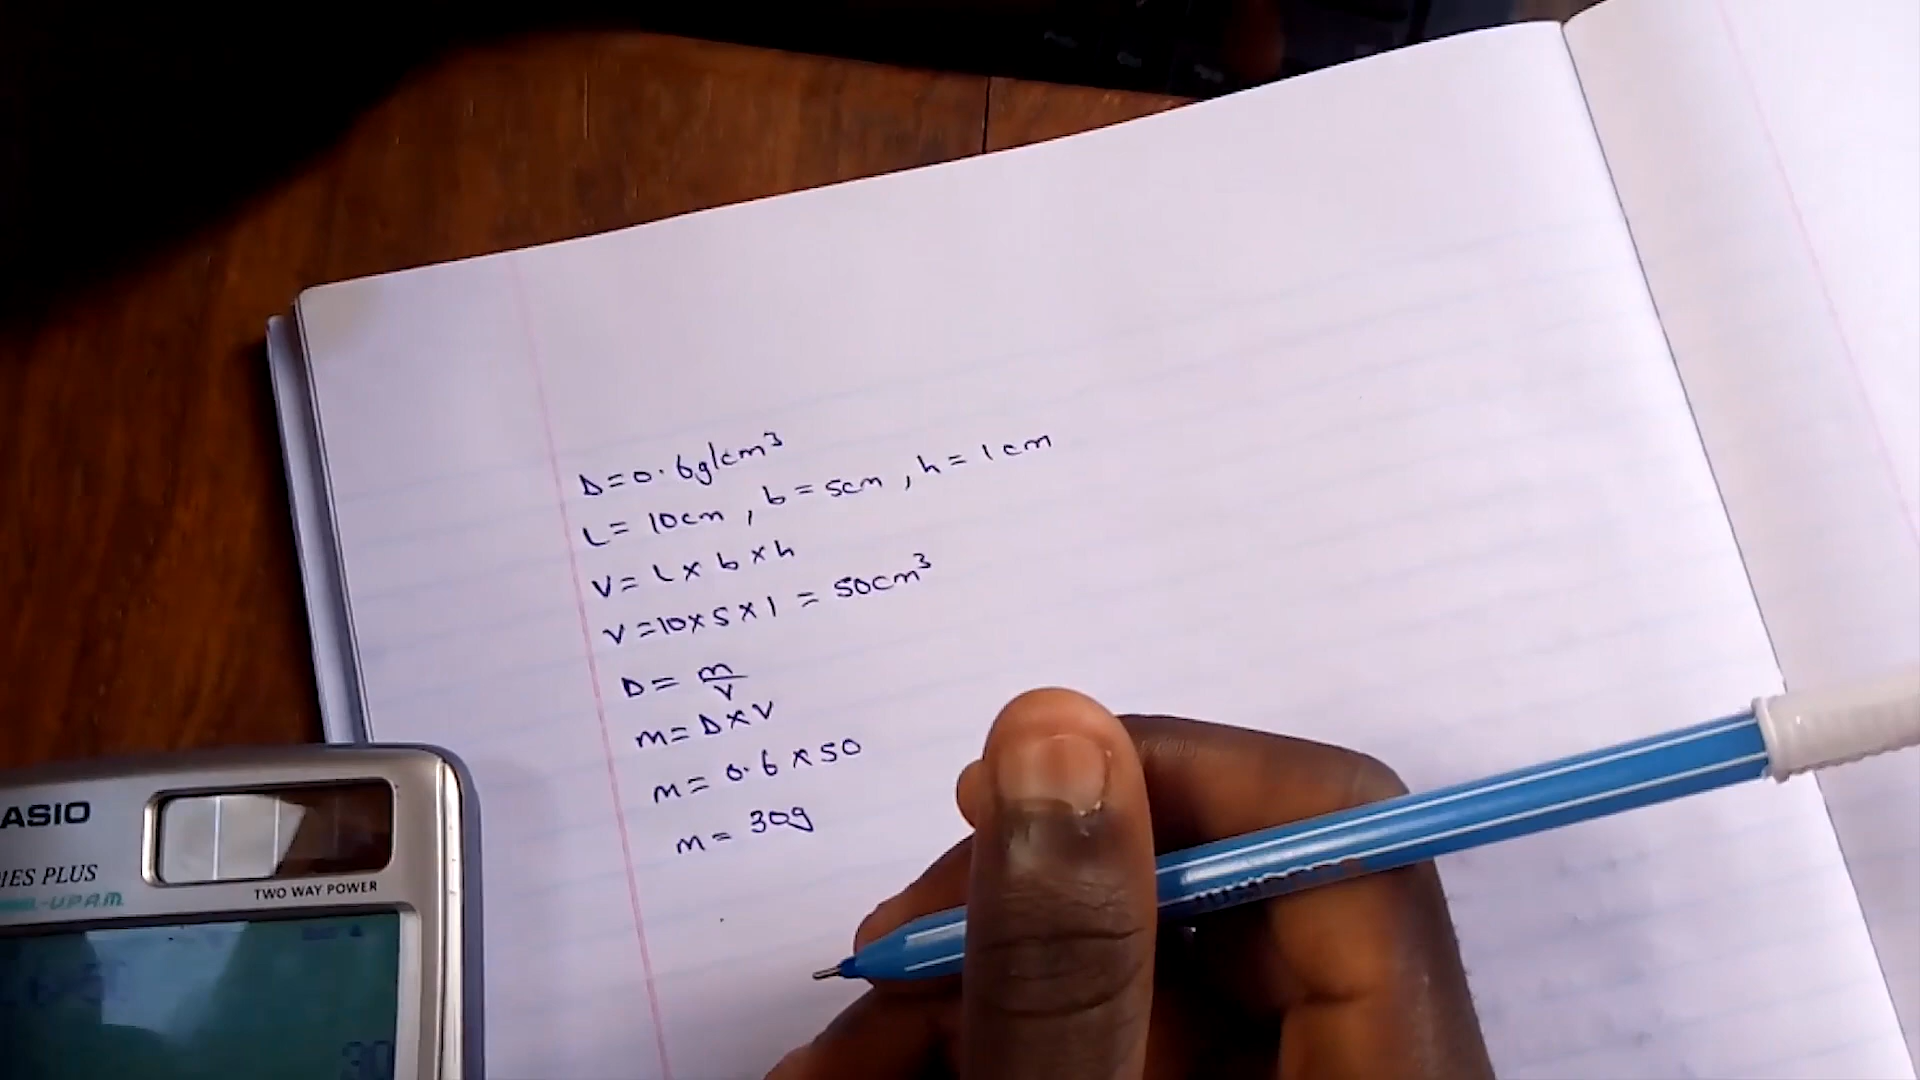 D=0.6g/cm³
L= 10cm, b=5cm, h=1cm
V= L×b×h
V=10×5×1 = 50cm³
D= m/V
m=D×V
m= 0.6×50
m= 30g
ASIO
IES PLUS
TWO WAY POWER
30